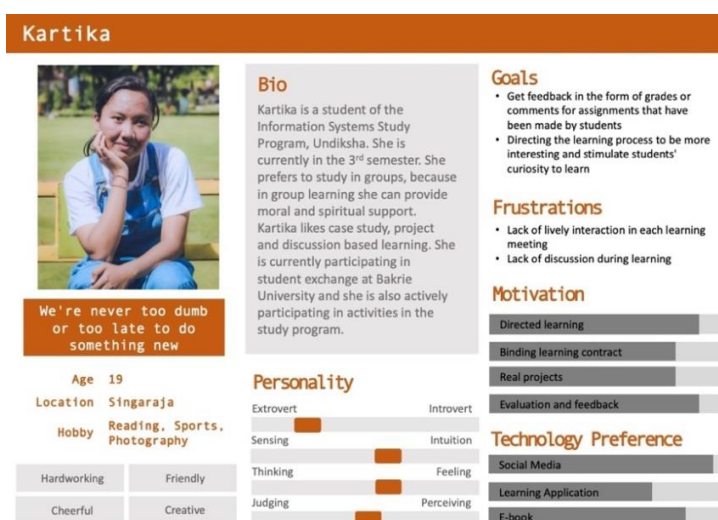 Kartika
We're never too dumb
or too late to do
something new
Age 19
Location Singaraja
Hobby Reading, Sports,
Photography
Hardworking Friendly
Cheerful Creative
Bio
Kartika is a student of the
Information Systems Study
Program, Undiksha. She is
currently in the 3rd semester. She
prefers to study in groups, because
in group learning she can provide
moral and spiritual support.
Kartika likes case study, project
and discussion based learning. She
is currently participating in
student exchange at Bakrie
University and she is also actively
participating in activities in the
study program.
Personality
Extrovert Introvert
Sensing Intuition
Thinking Feeling
Judging Perceiving
Goals
• Get feedback in the form of grades or
comments for assignments that have
been made by students
• Directing the learning process to be more
interesting and stimulate students'
curiosity to learn
Frustrations
• Lack of lively interaction in each learning
meeting
• Lack of discussion during learning
Motivation
Directed learning
Binding learning contract
Real projects
Evaluation and feedback
Technology Preference
Social Media
Learning Application
E-book